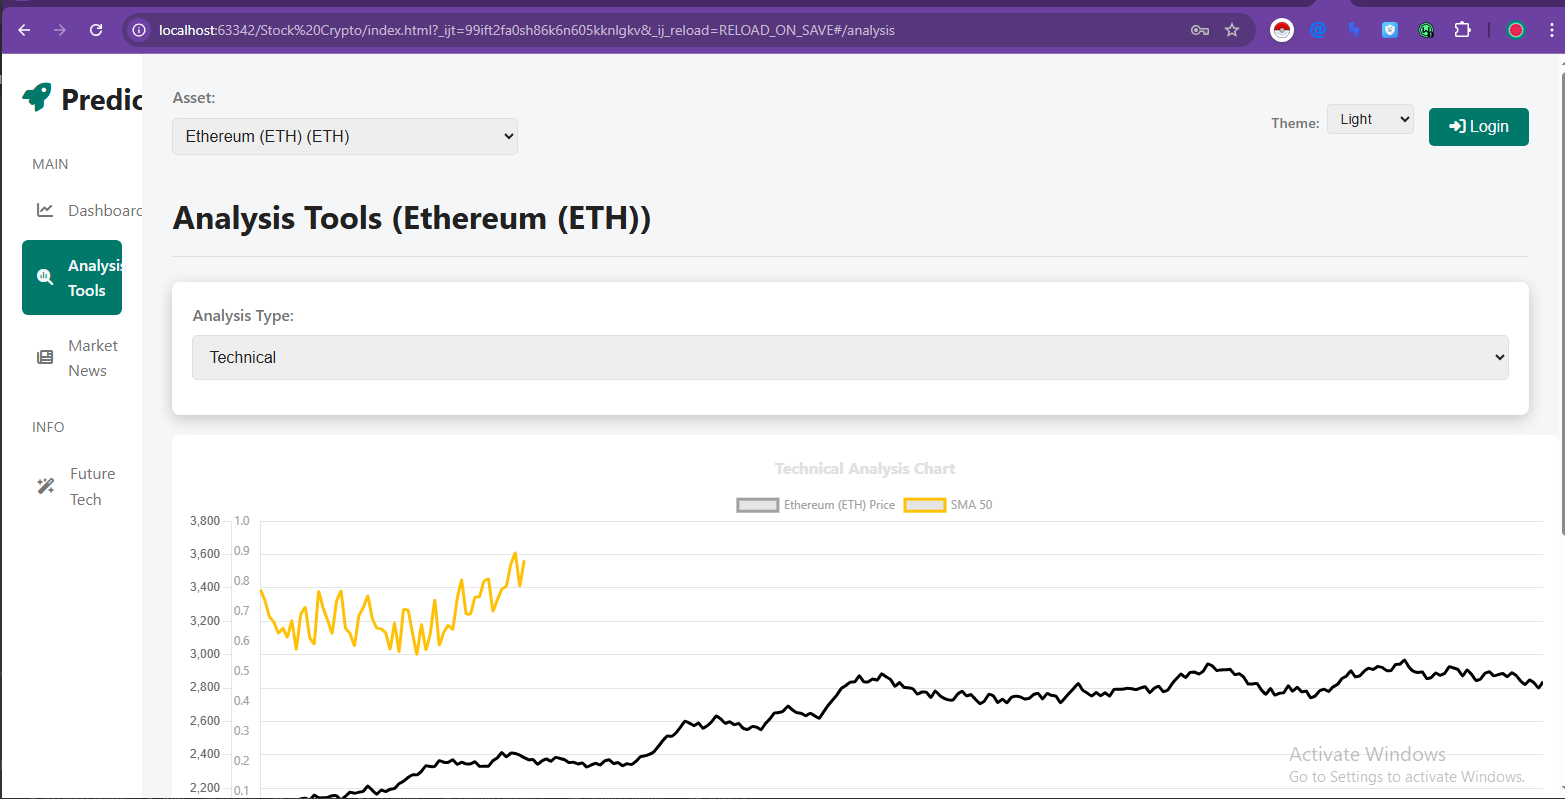 localhost:63342/Stock%20Crypto/index.html?_ijt=99ift2fa0sh86k6n605kknlgkv&_ij_reload=RELOAD_ON_SAVE#/analysis
Predic
Asset:
Ethereum (ETH) (ETH)
Theme:
Light
Login
MAIN
Dashboard
Analysis
Tools
Market
News
INFO
Future
Tech
Analysis Tools (Ethereum (ETH))
Analysis Type:
Technical
Technical Analysis Chart
Ethereum (ETH) Price
SMA 50
3,800
3,600
3,400
3,200
3,000
2,800
2,600
2,400
2,200
1.0
0.9
0.8
0.7
0.6
0.5
0.4
0.3
0.2
0.1
Activate Windows
Go to Settings to activate Windows.